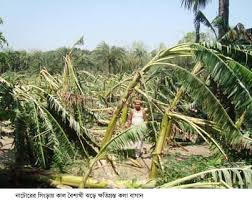 নাটোরের সিংড়ায় কাল বৈশাখী ঝড়ে ক্ষতিগ্রস্ত কলা বাগান